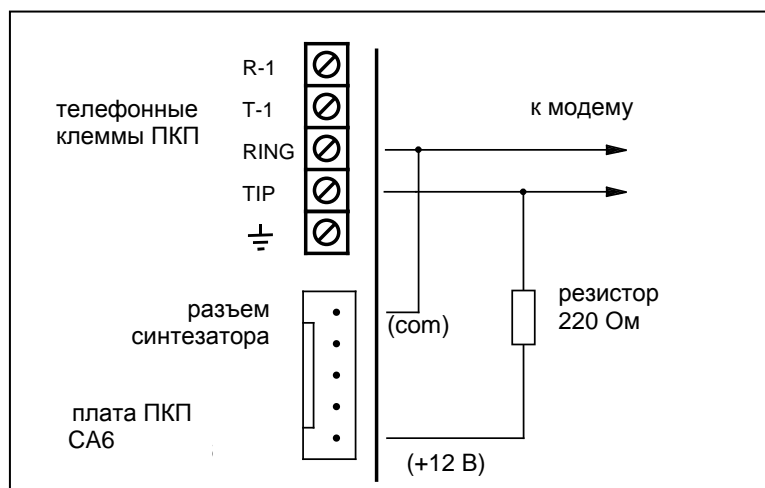 R-1
телефонные
клеммы ПКП
T-1
к модему
RING
TIP
разъем
синтезатора
(com)
резистор
220 Ом
плата ПКП
CA6
(+12 В)